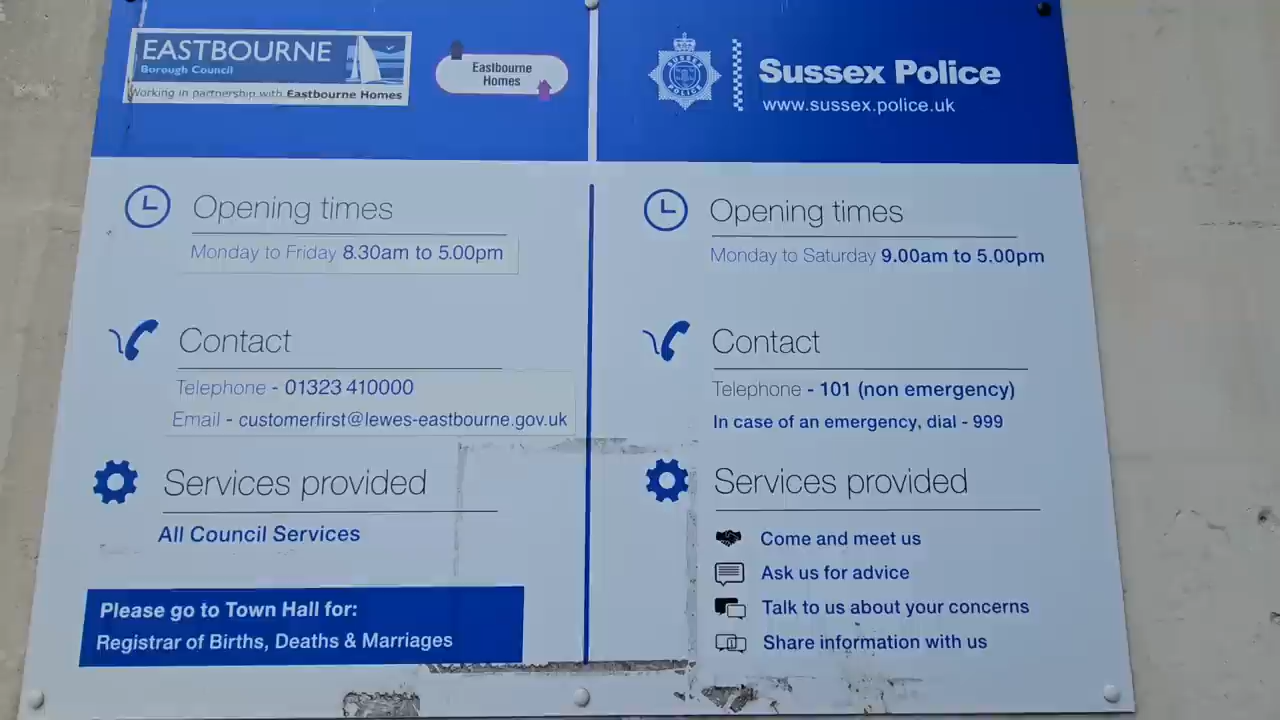 EASTBOURNE
Borough Council
Working in partnership with Eastbourne Homes
Eastbourne
Homes
Opening times
Monday to Friday 8.30am to 5.00pm
Contact
Telephone - 01323 410000
Email - customerfirst@lewes-eastbourne.gov.uk
Services provided
All Council Services
Please go to Town Hall for:
Registrar of Births, Deaths & Marriages
Sussex Police
www.sussex.police.uk
Opening times
Monday to Saturday 9.00am to 5.00pm
Contact
Telephone - 101 (non emergency)
In case of an emergency, dial - 999
Services provided
Come and meet us
Ask us for advice
Talk to us about your concerns
Share information with us